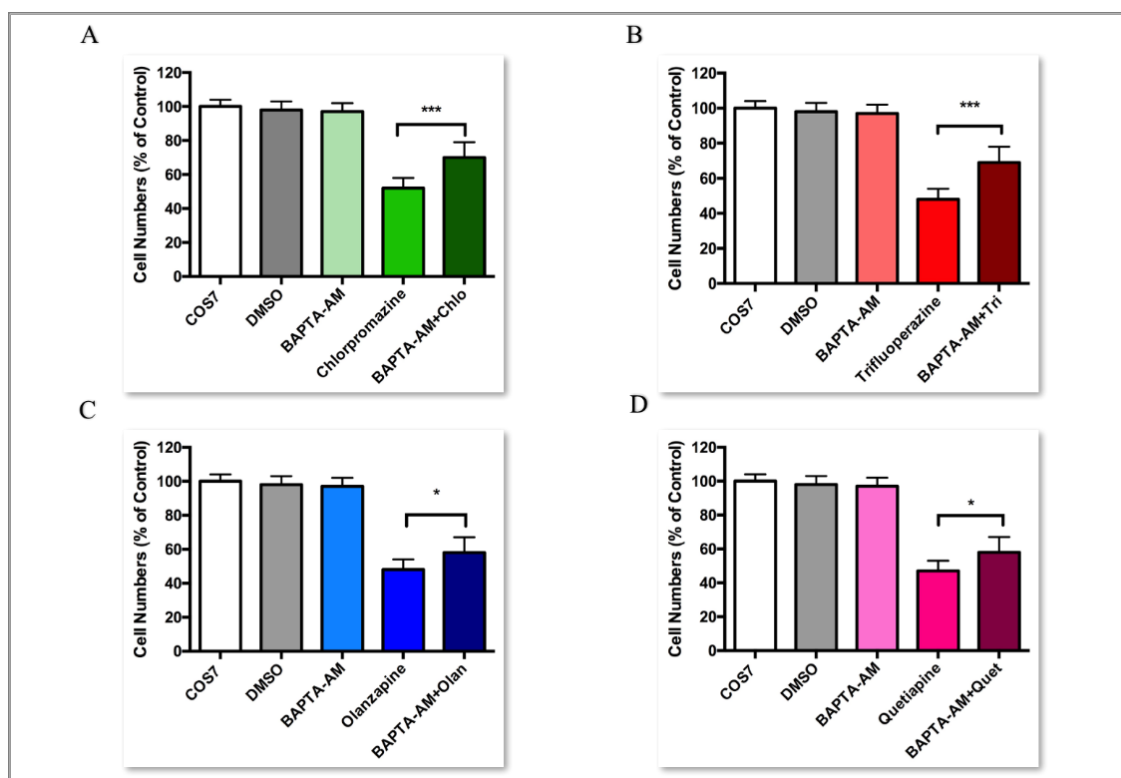 A
Cell Numbers (% of Control)
120
100
80
60
40
20
0
***
COS7
DMSO
BAPTA-AM
Chlorpromazine
BAPTA-AM+Chlo
B
Cell Numbers (% of Control)
120
100
80
60
40
20
0
***
COS7
DMSO
BAPTA-AM
Trifluoperazine
BAPTA-AM+Tri
C
Cell Numbers (% of Control)
120
100
80
60
40
20
0
*
COS7
DMSO
BAPTA-AM
Olanzapine
BAPTA-AM+Olan
D
Cell Numbers (% of Control)
120
100
80
60
40
20
0
*
COS7
DMSO
BAPTA-AM
Quetiapine
BAPTA-AM+Quet